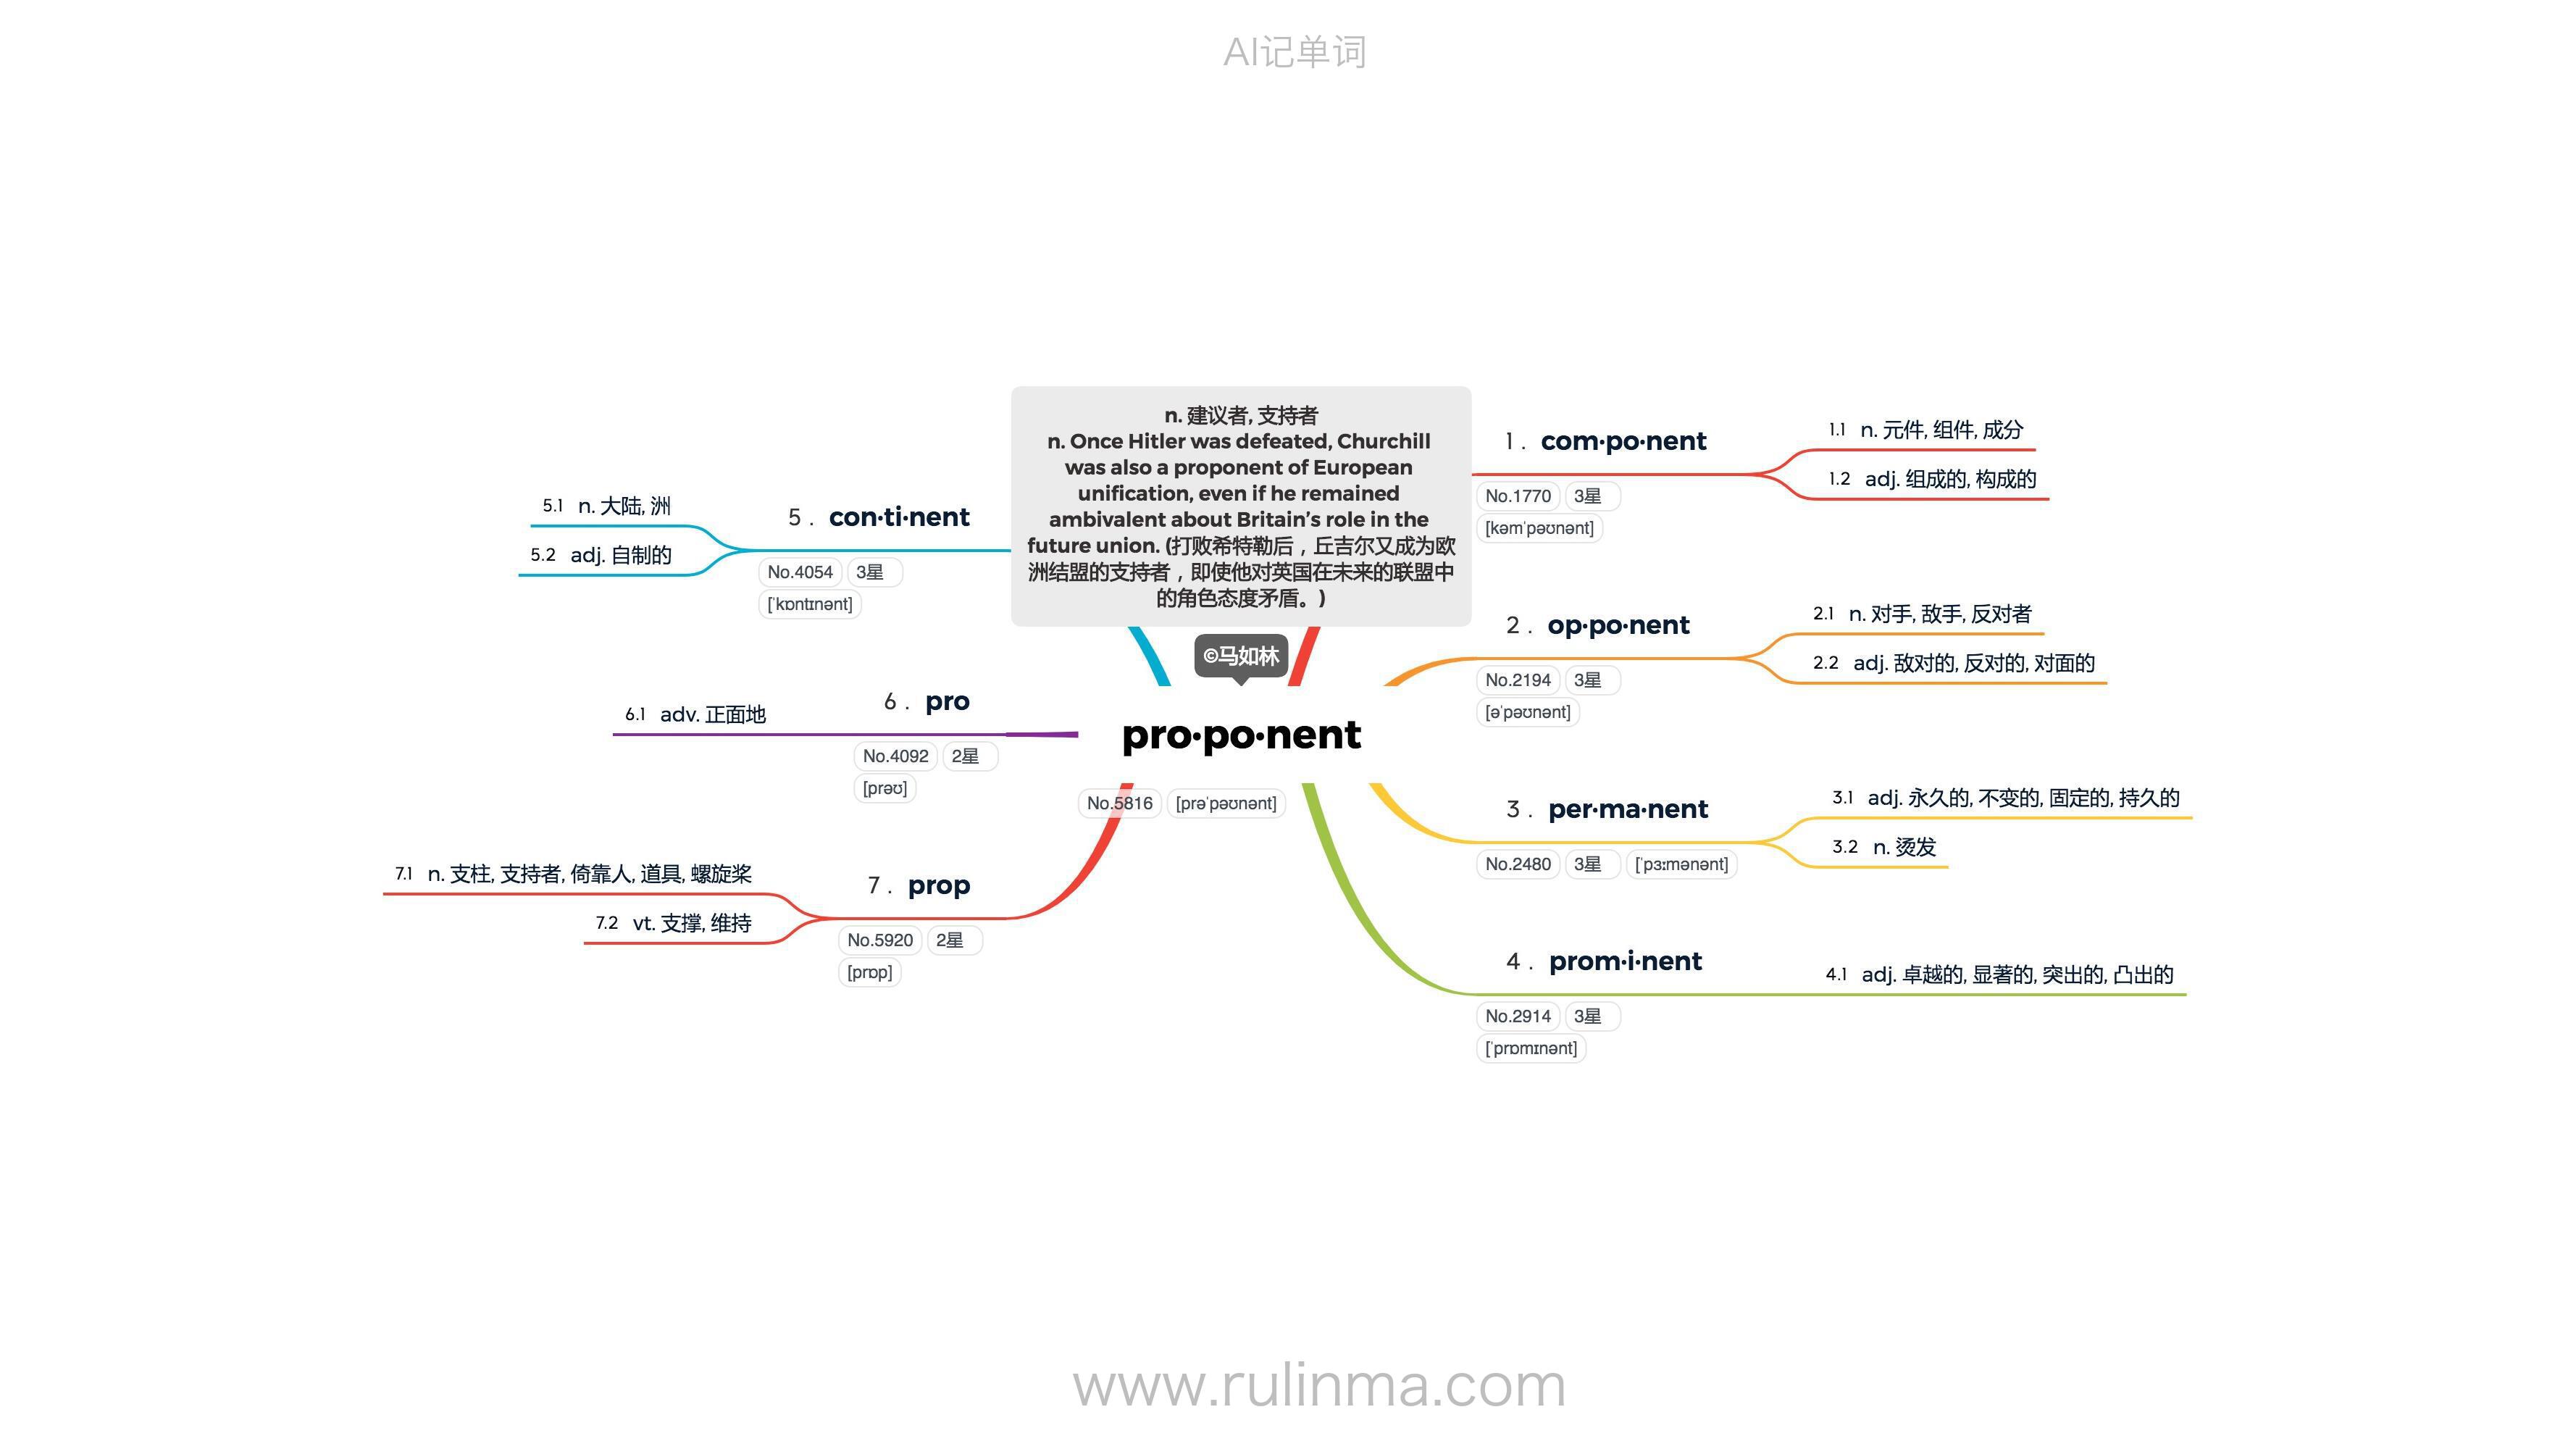 AI记单词
n. 建议者, 支持者
n. Once Hitler was defeated, Churchill
was also a proponent of European
unification, even if he remained
ambivalent about Britain’s role in the
future union. (打败希特勒后，丘吉尔又成为欧
洲结盟的支持者，即使他对英国在未来的联盟中
的角色态度矛盾。)
©马如林
pro·po·nent
No.5816 [prəˈpəʊnənt]
1 . com·po·nent
No.1770 3星
[kəmˈpəʊnənt]
1.1 n. 元件, 组件, 成分
1.2 adj. 组成的, 构成的
2 . op·po·nent
No.2194 3星
[əˈpəʊnənt]
2.1 n. 对手, 敌手, 反对者
2.2 adj. 敌对的, 反对的, 对面的
3 . per·ma·nent
No.2480 3星 [ˈpɜːmənənt]
3.1 adj. 永久的, 不变的, 固定的, 持久的
3.2 n. 烫发
4 . prom·i·nent
No.2914 3星
[ˈprɒmɪnənt]
4.1 adj. 卓越的, 显著的, 突出的, 凸出的
5 . con·ti·nent
No.4054 3星
[ˈkɒntɪnənt]
5.1 n. 大陆, 洲
5.2 adj. 自制的
6 . pro
No.4092 2星
[prəʊ]
6.1 adv. 正面地
7 . prop
No.5920 2星
[prɒp]
7.1 n. 支柱, 支持者, 倚靠人, 道具, 螺旋桨
7.2 vt. 支撑, 维持
www.rulinma.com